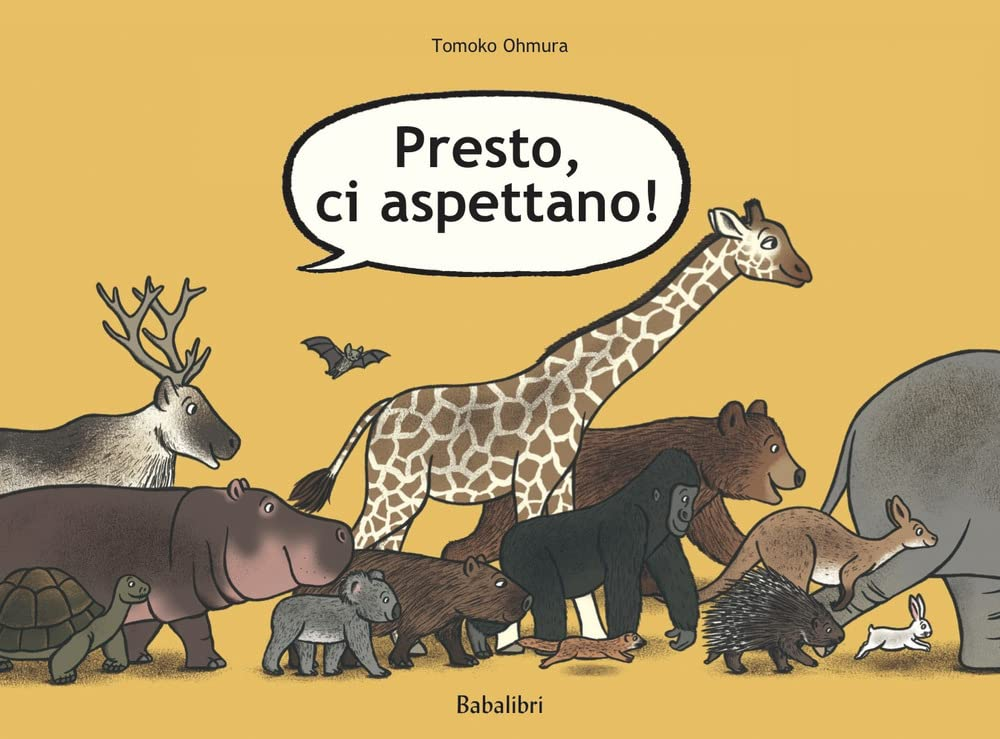 Tomoko Ohmura
Presto,
ci aspettano!
Babalibri